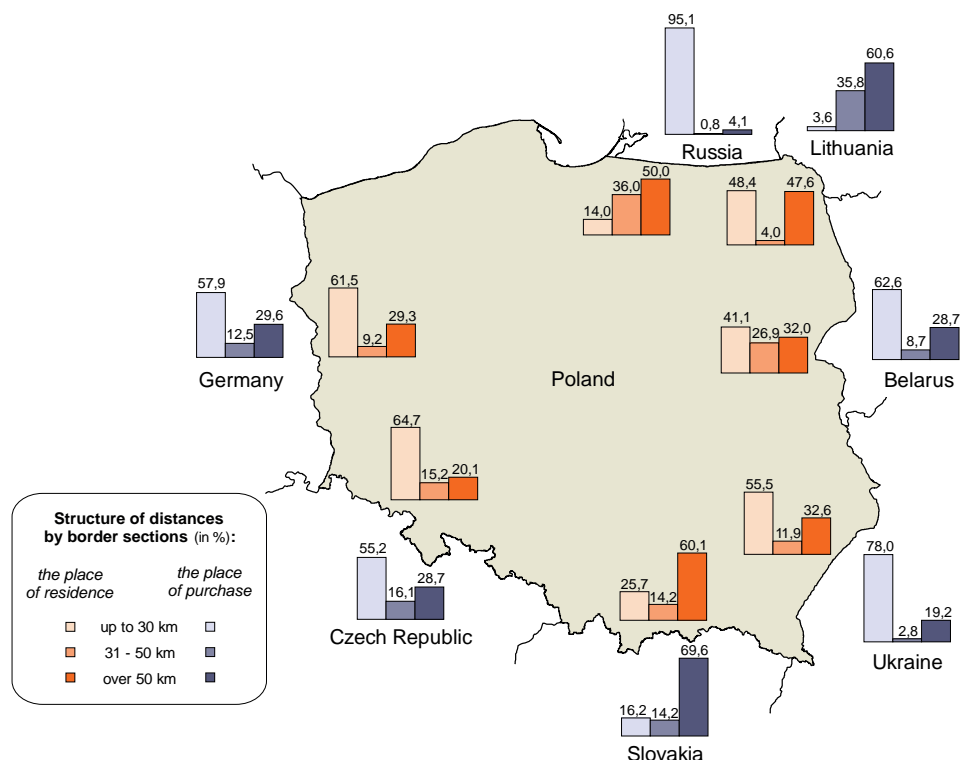 95,1
0,8
4,1
Russia
3,6
35,8
60,6
Lithuania
14,0
36,0
50,0
48,4
4,0
47,6
57,9
12,5
29,6
Germany
61,5
9,2
29,3
41,1
26,9
32,0
62,6
8,7
28,7
Belarus
Poland
64,7
15,2
20,1
55,5
11,9
32,6
78,0
2,8
19,2
Ukraine
55,2
16,1
28,7
Czech Republic
25,7
14,2
60,1
16,2
14,2
69,6
Slovakia
Structure of distances
by border sections (in %):
the place
of residence
the place
of purchase
up to 30 km
31 - 50 km
over 50 km